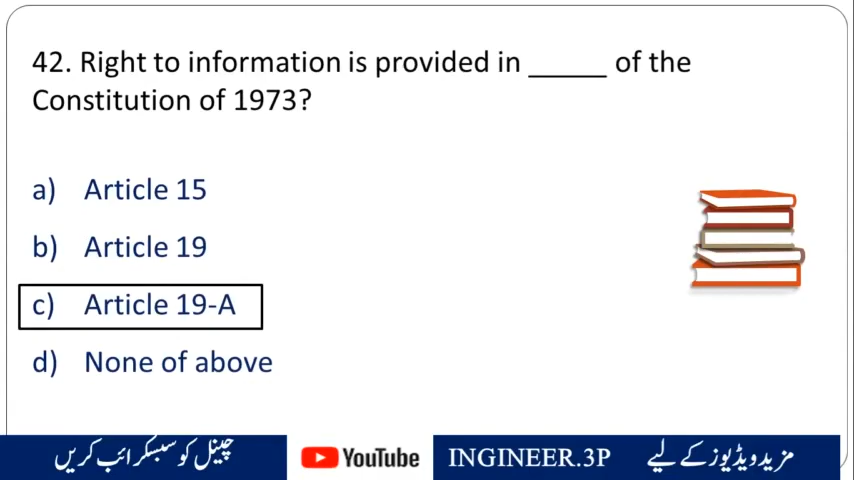 42. Right to information is provided in _____ of the
Constitution of 1973?
a) Article 15
b) Article 19
c) Article 19-A
d) None of above
چینل کو سبسکرائب کریں YouTube INGINEER.3P مزید ویڈیوز کے لیے